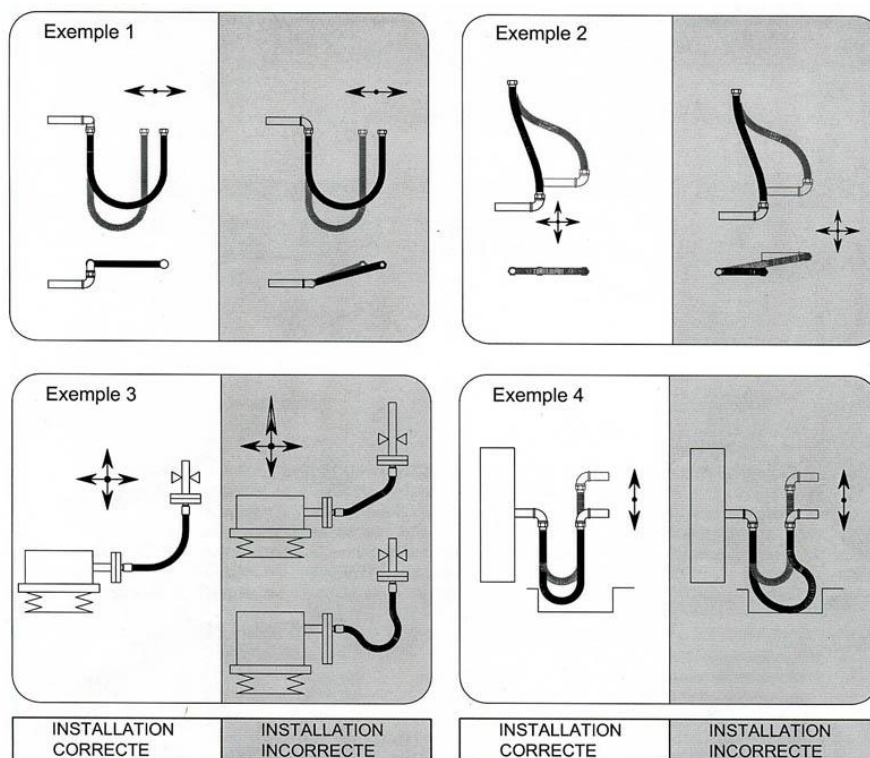 Exemple 1
Exemple 2
Exemple 3
Exemple 4
INSTALLATION
CORRECTE
INSTALLATION
INCORRECTE
INSTALLATION
CORRECTE
INSTALLATION
INCORRECTE